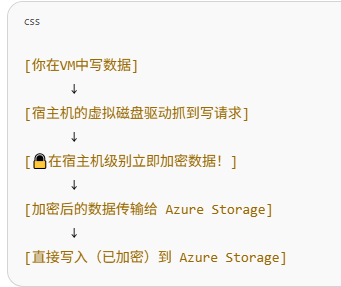 css
[你在VM中写数据]
↓
[宿主机的虚拟磁盘驱动抓到写请求]
↓
[🔒在宿主机级别立即加密数据! ]
↓
[加密后的数据传输给 Azure Storage]
↓
[直接写入（已加密）到 Azure Storage]